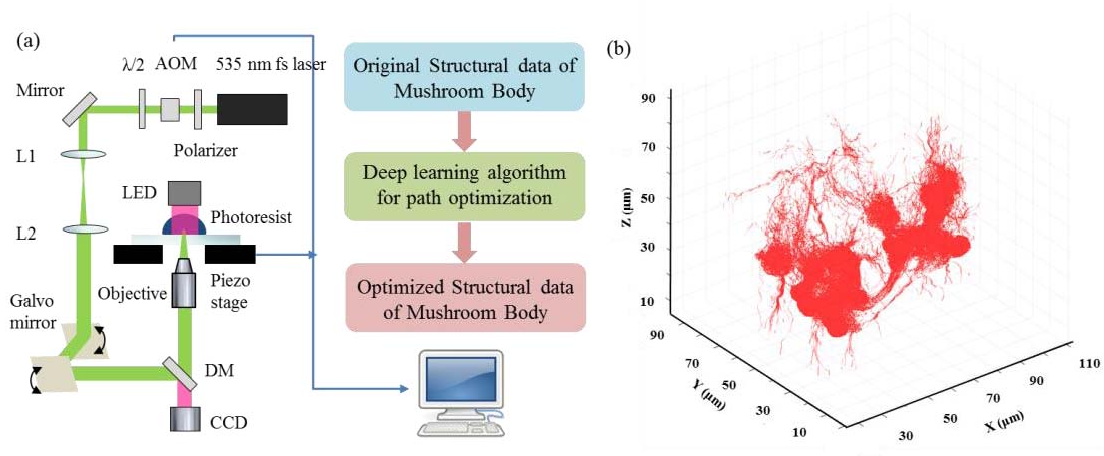 (a)
λ/2 AOM 535 nm fs laser
Mirror
Polarizer
L1
LED
Photoresist
L2
Objective
Piezo
stage
Galvo
mirror
DM
CCD
Original Structural data of
Mushroom Body
Deep learning algorithm
for path optimization
Optimized Structural data
of Mushroom Body
(b)
90
70
50
30
10
Z (μm)
90
70
50
30
10
Y (μm)
30
50
70
90
110
X (μm)